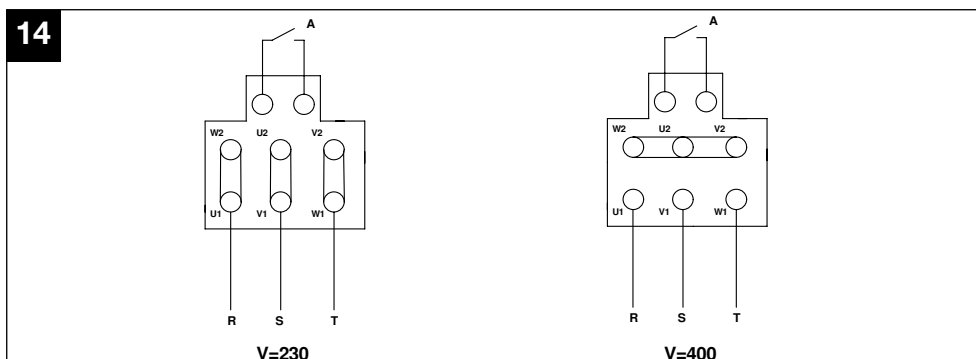 14
A A
W2 U2 V2 W2 U2 V2
U1 V1 W1 U1 V1 W1
R S T R S T
V=230 V=400